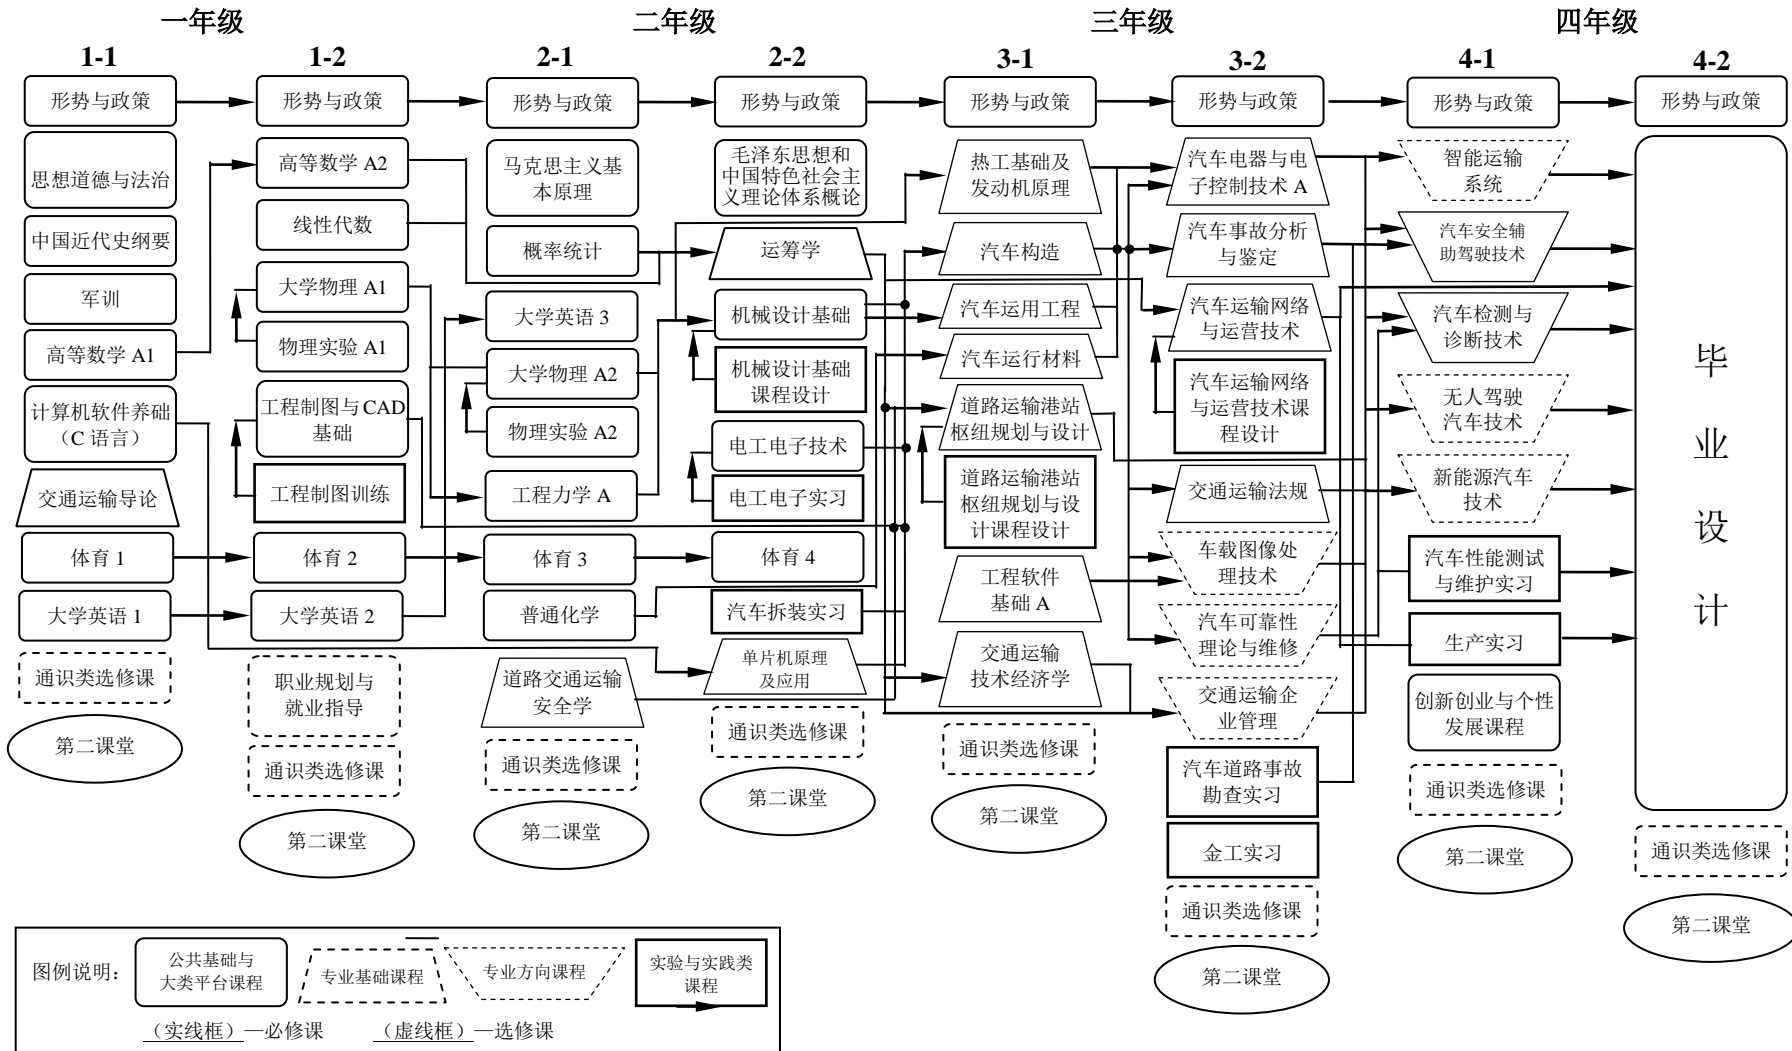 一年级
二年级
三年级
四年级
1-1
1-2
2-1
2-2
3-1
3-2
4-1
4-2
形势与政策
思想道德与法治
中国近代史纲要
军训
高等数学 A1
计算机软件养础
（C 语言）
交通运输导论
体育 1
大学英语 1
通识类选修课
第二课堂
形势与政策
高等数学 A2
线性代数
大学物理 A1
物理实验 A1
工程制图与 CAD
基础
工程制图训练
体育 2
大学英语 2
职业规划与
就业指导
通识类选修课
第二课堂
形势与政策
马克思主义基
本原理
概率统计
大学英语 3
大学物理 A2
物理实验 A2
工程力学 A
体育 3
普通化学
道路交通运输
安全学
通识类选修课
第二课堂
形势与政策
毛泽东思想和
中国特色社会主
义理论体系概论
运筹学
机械设计基础
机械设计基础
课程设计
电工电子技术
电工电子实习
体育 4
汽车拆装实习
单片机原理
及应用
通识类选修课
第二课堂
形势与政策
热工基础及
发动机原理
汽车构造
汽车运用工程
汽车运行材料
道路运输港站
枢纽规划与设计
道路运输港站
枢纽规划与设
计课程设计
工程软件
基础 A
交通运输
技术经济学
通识类选修课
第二课堂
形势与政策
汽车电器与电
子控制技术 A
汽车事故分析
与鉴定
汽车运输网络
与运营技术
汽车运输网络
与运营技术课
程设计
交通运输法规
车载图像处
理技术
汽车可靠性
理论与维修
交通运输企
业管理
汽车道路事故
勘查实习
金工实习
通识类选修课
第二课堂
形势与政策
智能运输
系统
汽车安全辅
助驾驶技术
汽车检测与
诊断技术
无人驾驶
汽车技术
新能源汽车
技术
汽车性能测试
与维护实习
生产实习
创新创业与个性
发展课程
通识类选修课
第二课堂
形势与政策
毕
业
设
计
通识类选修课
第二课堂
图例说明：
公共基础与
大类平台课程
专业基础课程
专业方向课程
实验与实践类
课程
（实线框）—必修课
（虚线框）—选修课